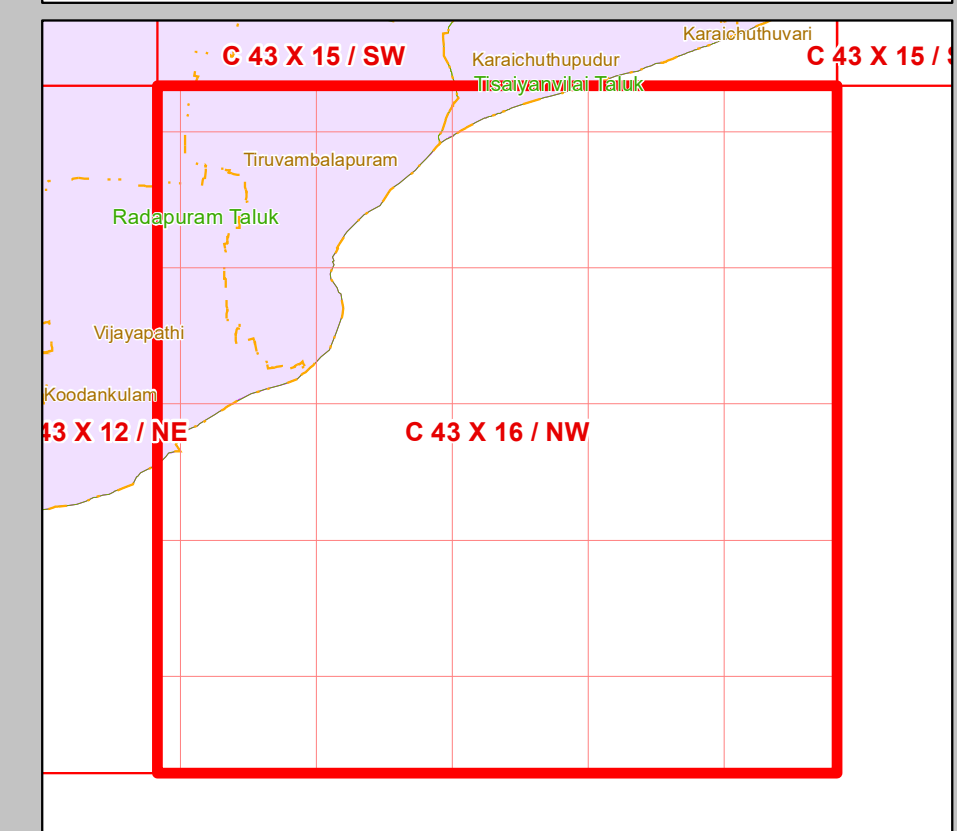 Karaichuthuvari
C 43 X 15 / SW
Karaichuthupudur
C 43 X 15 /
Tisaiyanvilai Taluk
Tiruvambalapuram
Radapuram Taluk
Vijayapathi
Koodankulam
43 X 12 / NE
C 43 X 16 / NW